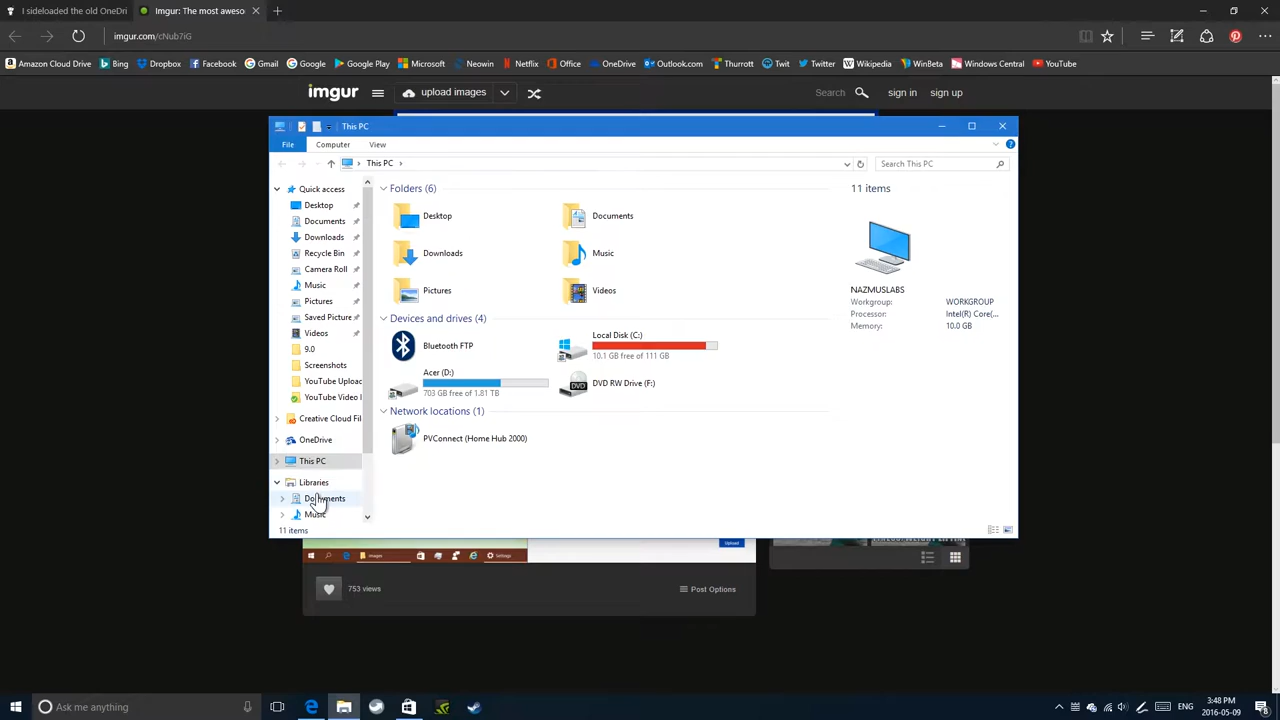 I sideloaded the old OneDri
Imgur: The most aweso
imgur.com/cNub7iG
Amazon Cloud Drive Bing Dropbox Facebook Gmail Google Google Play Microsoft Neowin Netflix Office OneDrive Outlook.com Thurrott Twit Twitter Wikipedia WinBeta Windows Central YouTube
imgur upload images Search sign in sign up
This PC
File Computer View
This PC Search This PC
Quick access
Desktop
Documents
Downloads
Recycle Bin
Camera Roll
Music
Pictures
Saved Picture
Videos
9.0
Screenshots
YouTube Upload
YouTube Video I
Creative Cloud Fil
OneDrive
This PC
Libraries
Documents
Music
11 items
Folders (6)
Desktop Documents
Downloads Music
Pictures Videos
Devices and drives (4)
Bluetooth FTP
Local Disk (C:)
10.1 GB free of 111 GB
Acer (D:)
703 GB free of 1.81 TB
DVD RW Drive (F:)
DVD
Network locations (1)
PVConnect (Home Hub 2000)
11 items
NAZMUSLABS
Workgroup: WORKGROUP
Processor: Intel(R) Core(...
Memory: 10.0 GB
Upload
Images Settings
753 views Post Options
Ask me anything
ENG
3:48 PM
2016-05-09
8